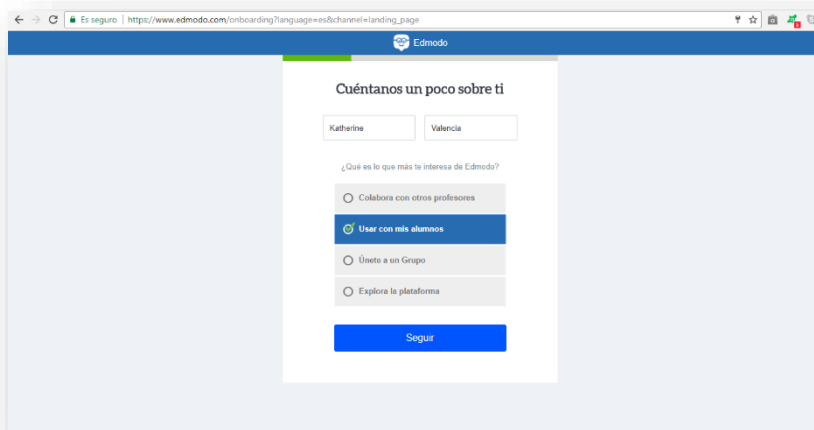 Es seguro | https://www.edmodo.com/onboarding?language=es&channel=landing_page
Edmodo
Cuéntanos un poco sobre ti
Katherine Valencia
¿Qué es lo que más te interesa de Edmodo?
Colabora con otros profesores
Usar con mis alumnos
Únete a un Grupo
Explora la plataforma
Seguir